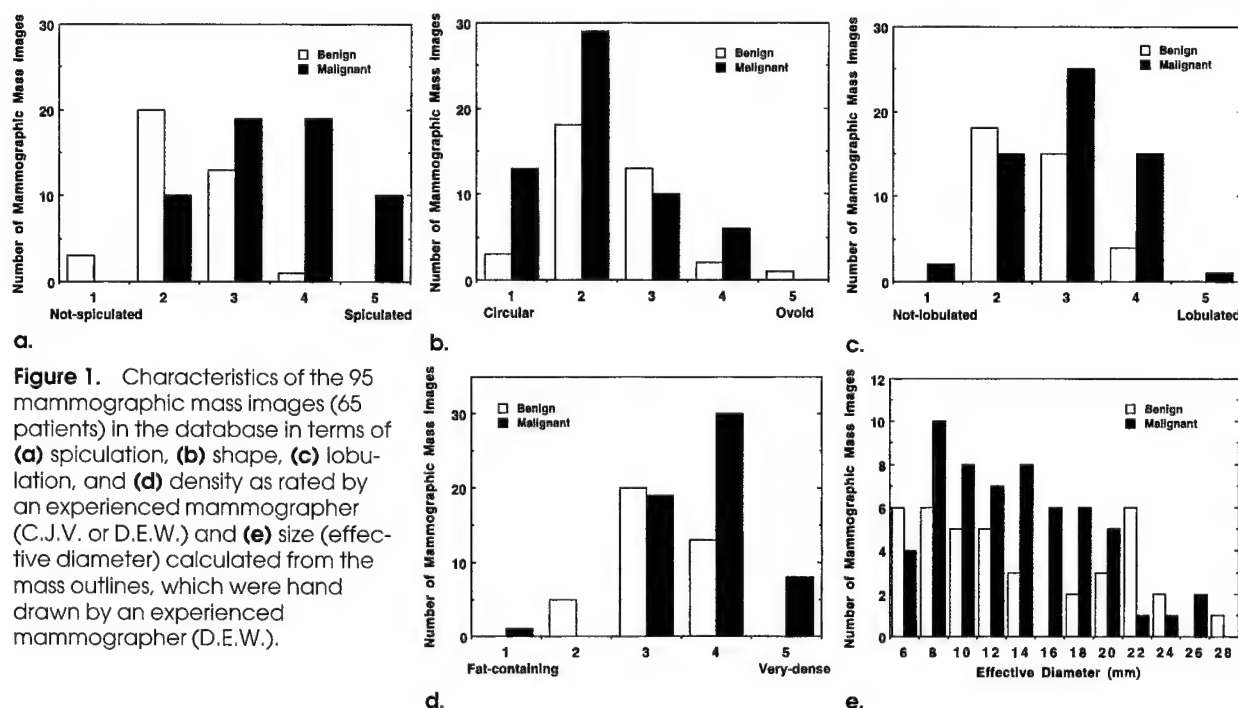 Number of Mammographic Mass Images
30
20
10
0
Benign
Malignant
1 2 3 4 5
Not-spiculated Spiculated
a.
Number of Mammographic Mass Images
30
20
10
0
Benign
Malignant
1 2 3 4 5
Circular Ovoid
b.
Number of Mammographic Mass Images
30
20
10
0
Benign
Malignant
1 2 3 4 5
Not-lobulated Lobulated
c.
Figure 1. Characteristics of the 95
mammographic mass images (65
patients) in the database in terms of
(a) spiculation, (b) shape, (c) lobu-
lation, and (d) density as rated by
an experienced mammographer
(C.J.V. or D.E.W.) and (e) size (effec-
tive diameter) calculated from the
mass outlines, which were hand
drawn by an experienced
mammographer (D.E.W.).
Number of Mammographic Mass Images
30
20
10
0
Benign
Malignant
1 2 3 4 5
Fat-containing Very-dense
d.
Number of Mammographic Mass Images
12
10
8
6
4
2
0
Benign
Malignant
6 8 10 12 14 16 18 20 22 24 26 28
Effective Diameter (mm)
e.